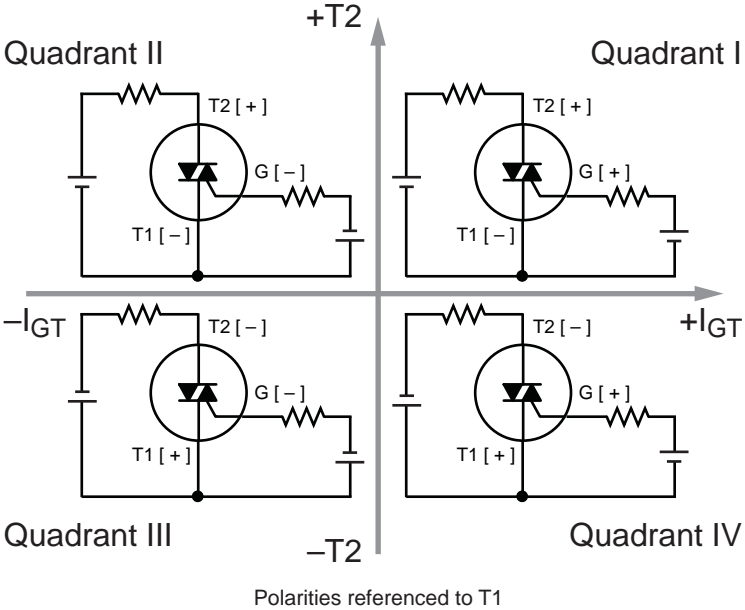 +T2
Quadrant II
Quadrant I
T2 [ + ]
G [ – ]
T1 [ – ]
T2 [ + ]
G [ + ]
T1 [ – ]
–IGT
+IGT
T2 [ – ]
G [ – ]
T1 [ + ]
T2 [ – ]
G [ + ]
T1 [ + ]
Quadrant III
–T2
Quadrant IV
Polarities referenced to T1